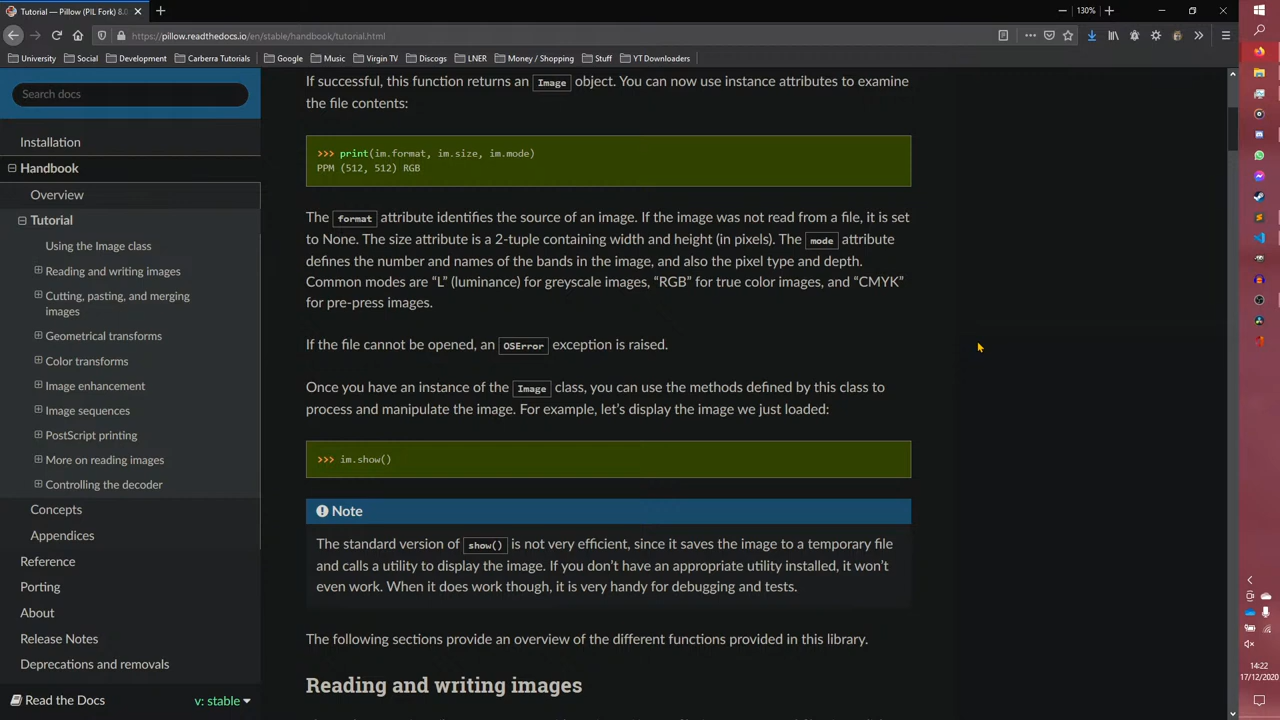 Tutorial — Pillow (PIL Fork) 8.0
130%
https://pillow.readthedocs.io/en/stable/handbook/tutorial.html
University
Social
Development
Carberra Tutorials
Google
Music
Virgin TV
Discogs
LNER
Money / Shopping
Stuff
YT Downloaders
Search docs
Installation
Handbook
Overview
Tutorial
Using the Image class
Reading and writing images
Cutting, pasting, and merging
images
Geometrical transforms
Color transforms
Image enhancement
Image sequences
PostScript printing
More on reading images
Controlling the decoder
Concepts
Appendices
Reference
Porting
About
Release Notes
Deprecations and removals
Read the Docs
v: stable
If successful, this function returns an Image object. You can now use instance attributes to examine
the file contents:
>>> print(im.format, im.size, im.mode)
PPM (512, 512) RGB
The format attribute identifies the source of an image. If the image was not read from a file, it is set
to None. The size attribute is a 2-tuple containing width and height (in pixels). The mode attribute
defines the number and names of the bands in the image, and also the pixel type and depth.
Common modes are “L” (luminance) for greyscale images, “RGB” for true color images, and “CMYK”
for pre-press images.
If the file cannot be opened, an OSError exception is raised.
Once you have an instance of the Image class, you can use the methods defined by this class to
process and manipulate the image. For example, let’s display the image we just loaded:
>>> im.show()
Note
The standard version of show() is not very efficient, since it saves the image to a temporary file
and calls a utility to display the image. If you don’t have an appropriate utility installed, it won’t
even work. When it does work though, it is very handy for debugging and tests.
The following sections provide an overview of the different functions provided in this library.
Reading and writing images
14:22
17/12/2020